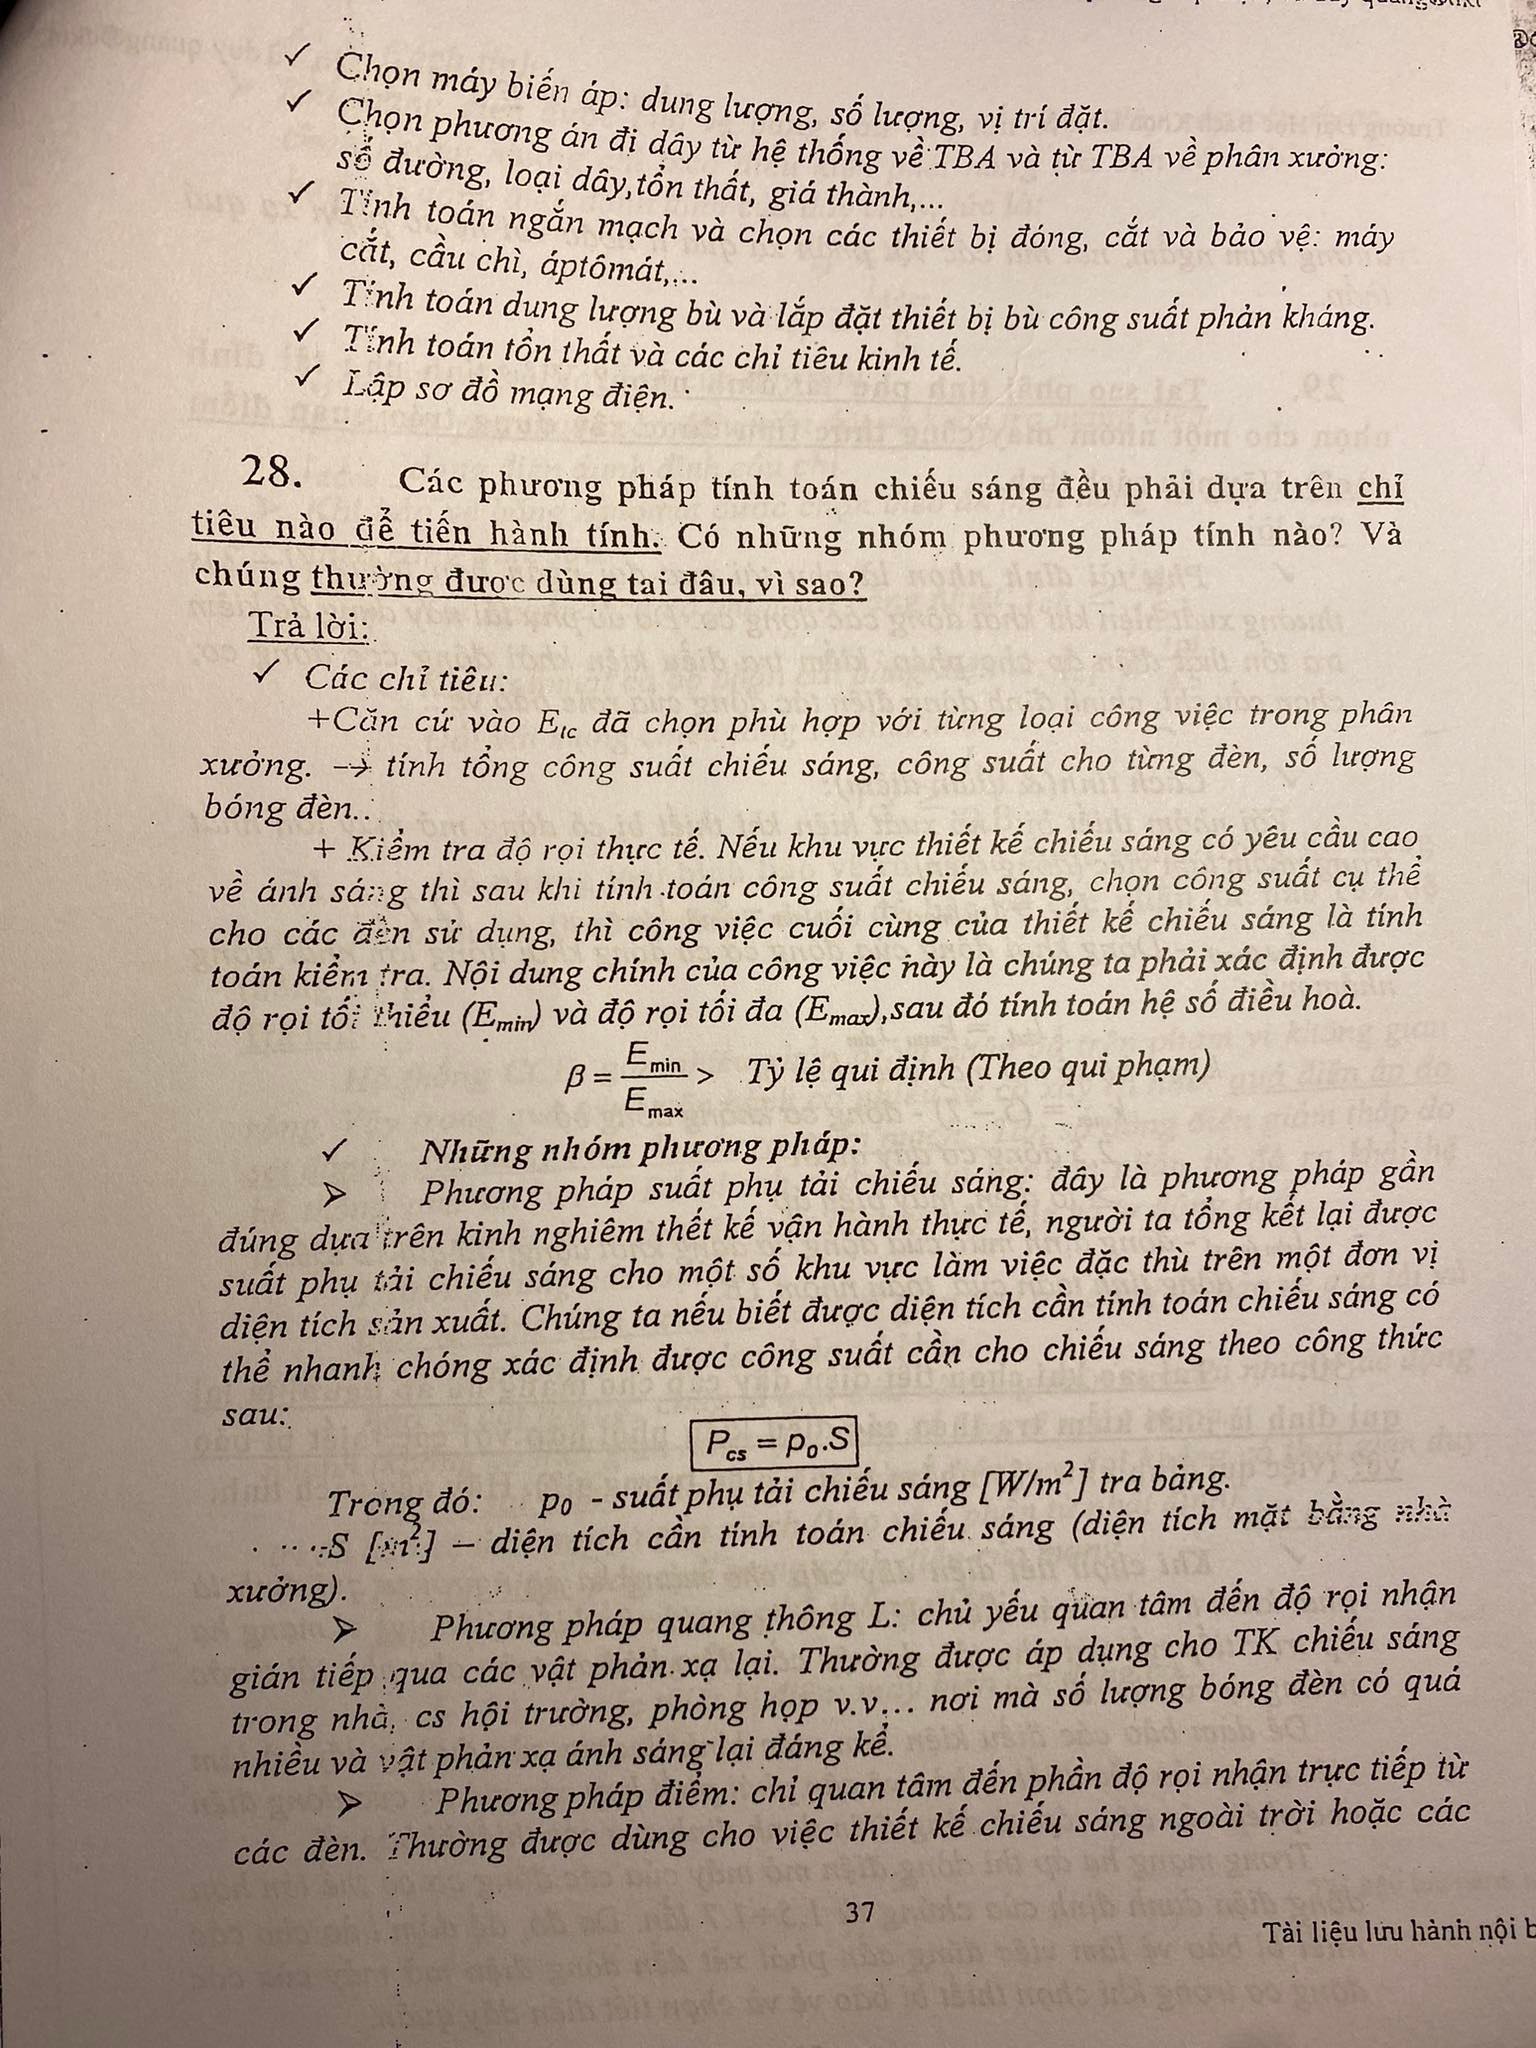 ✓ Chọn máy biến áp: dung lượng, số lượng, vị trí đặt.
✓ Chọn phương án đi dây từ hệ thống về TBA và từ TBA về phân xưởng:
số đường, loại dây, tổn thất, giá thành,...
✓ Tính toán ngắn mạch và chọn các thiết bị đóng, cắt và bảo vệ: máy
cắt, cầu chì, áptômát,...
✓ Tính toán dung lượng bù và lắp đặt thiết bị bù công suất phản kháng.
✓ Tính toán tổn thất và các chỉ tiêu kinh tế.
✓ Lập sơ đồ mạng điện.
28. Các phương pháp tính toán chiếu sáng đều phải dựa trên chỉ
tiêu nào để tiến hành tính. Có những nhóm phương pháp tính nào? Và
chúng thường được dùng tai đâu, vì sao?
Trả lời:
✓ Các chỉ tiêu:
+Căn cứ vào Etc đã chọn phù hợp với từng loại công việc trong phân
xưởng. → tính tổng công suất chiếu sáng, công suất cho từng đèn, số lượng
bóng đèn..
+ Kiểm tra độ rọi thực tế. Nếu khu vực thiết kế chiếu sáng có yêu cầu cao
về ánh sáng thì sau khi tính toán công suất chiếu sáng, chọn công suất cụ thể
cho các đèn sử dụng, thì công việc cuối cùng của thiết kế chiếu sáng là tính
toán kiểm tra. Nội dung chính của công việc này là chúng ta phải xác định được
độ rọi tối thiểu (Emin) và độ rọi tối đa (Emax), sau đó tính toán hệ số điều hoà.
β = Emin / Emax > Tỷ lệ qui định (Theo qui phạm)
✓ Những nhóm phương pháp:
➢ Phương pháp suất phụ tải chiếu sáng: đây là phương pháp gần
đúng dựa trên kinh nghiêm thết kế vận hành thực tế, người ta tổng kết lại được
suất phụ tải chiếu sáng cho một số khu vực làm việc đặc thù trên một đơn vị
diện tích sản xuất. Chúng ta nếu biết được diện tích cần tính toán chiếu sáng có
thể nhanh chóng xác định được công suất cần cho chiếu sáng theo công thức
sau:
Pcs = p0.S
Trong đó: p0 - suất phụ tải chiếu sáng [W/m²] tra bảng.
S [m²] – diện tích cần tính toán chiếu sáng (diện tích mặt bằng nhà
xưởng).
➢ Phương pháp quang thông L: chủ yếu quan tâm đến độ rọi nhận
gián tiếp qua các vật phản xạ lại. Thường được áp dụng cho TK chiếu sáng
trong nhà, cs hội trường, phòng họp v.v... nơi mà số lượng bóng đèn có quá
nhiều và vật phản xạ ánh sáng lại đáng kể.
➢ Phương pháp điểm: chỉ quan tâm đến phần độ rọi nhận trực tiếp từ
các đèn. Thường được dùng cho việc thiết kế chiếu sáng ngoài trời hoặc các
37
Tài liệu lưu hành nội b